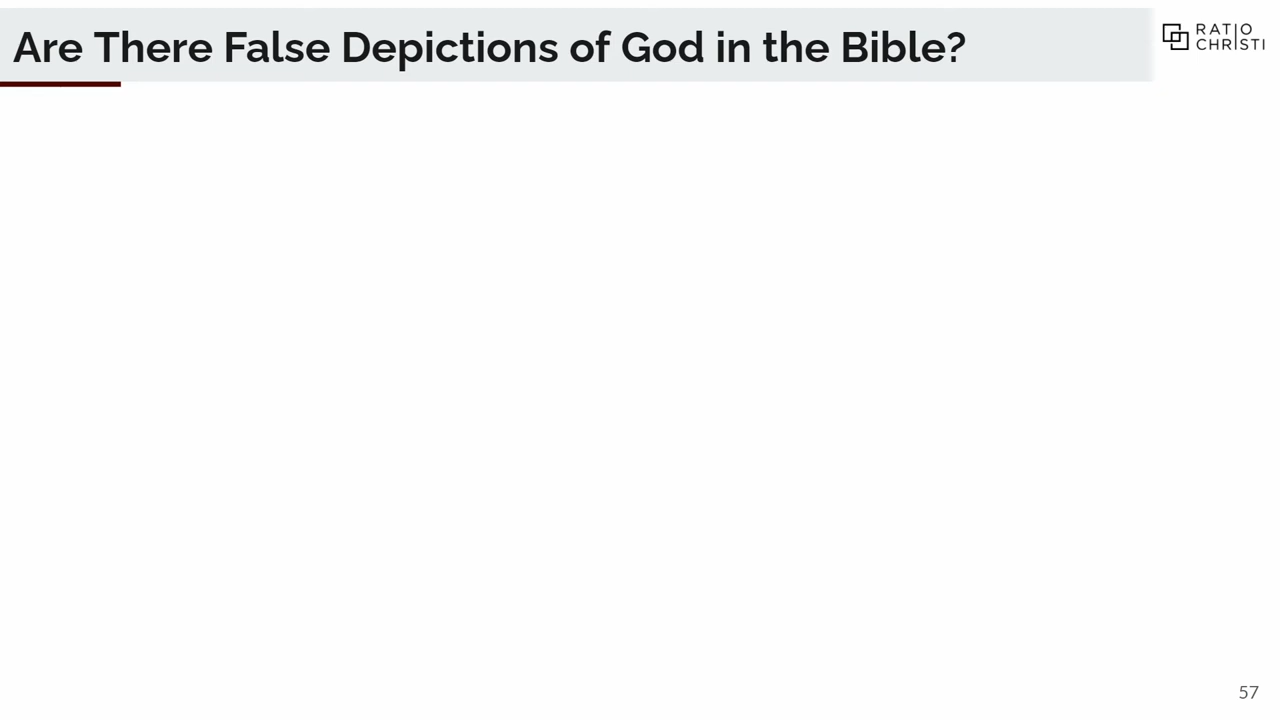 Are There False Depictions of God in the Bible?
RATIO
CHRISTI
57